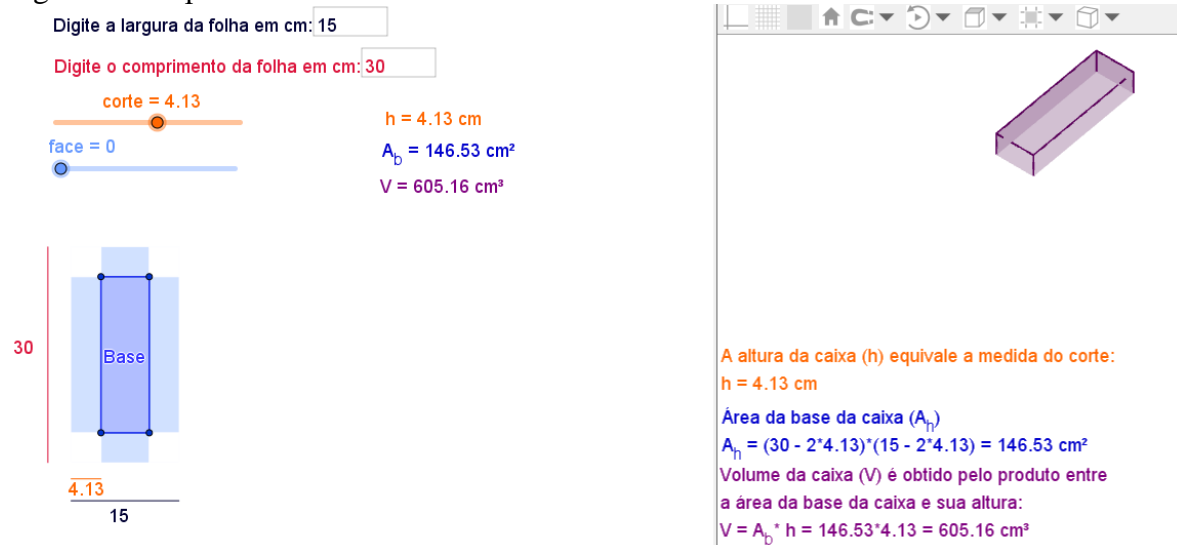 Digite a largura da folha em cm: 15
Digite o comprimento da folha em cm: 30
corte = 4.13
face = 0
h = 4.13 cm
A_b = 146.53 cm²
V = 605.16 cm³
30
Base
4.13
15
A altura da caixa (h) equivale a medida do corte:
h = 4.13 cm
Área da base da caixa (A_h)
A_h = (30 - 2*4.13)*(15 - 2*4.13) = 146.53 cm²
Volume da caixa (V) é obtido pelo produto entre
a área da base da caixa e sua altura:
V = A_b* h = 146.53*4.13 = 605.16 cm³